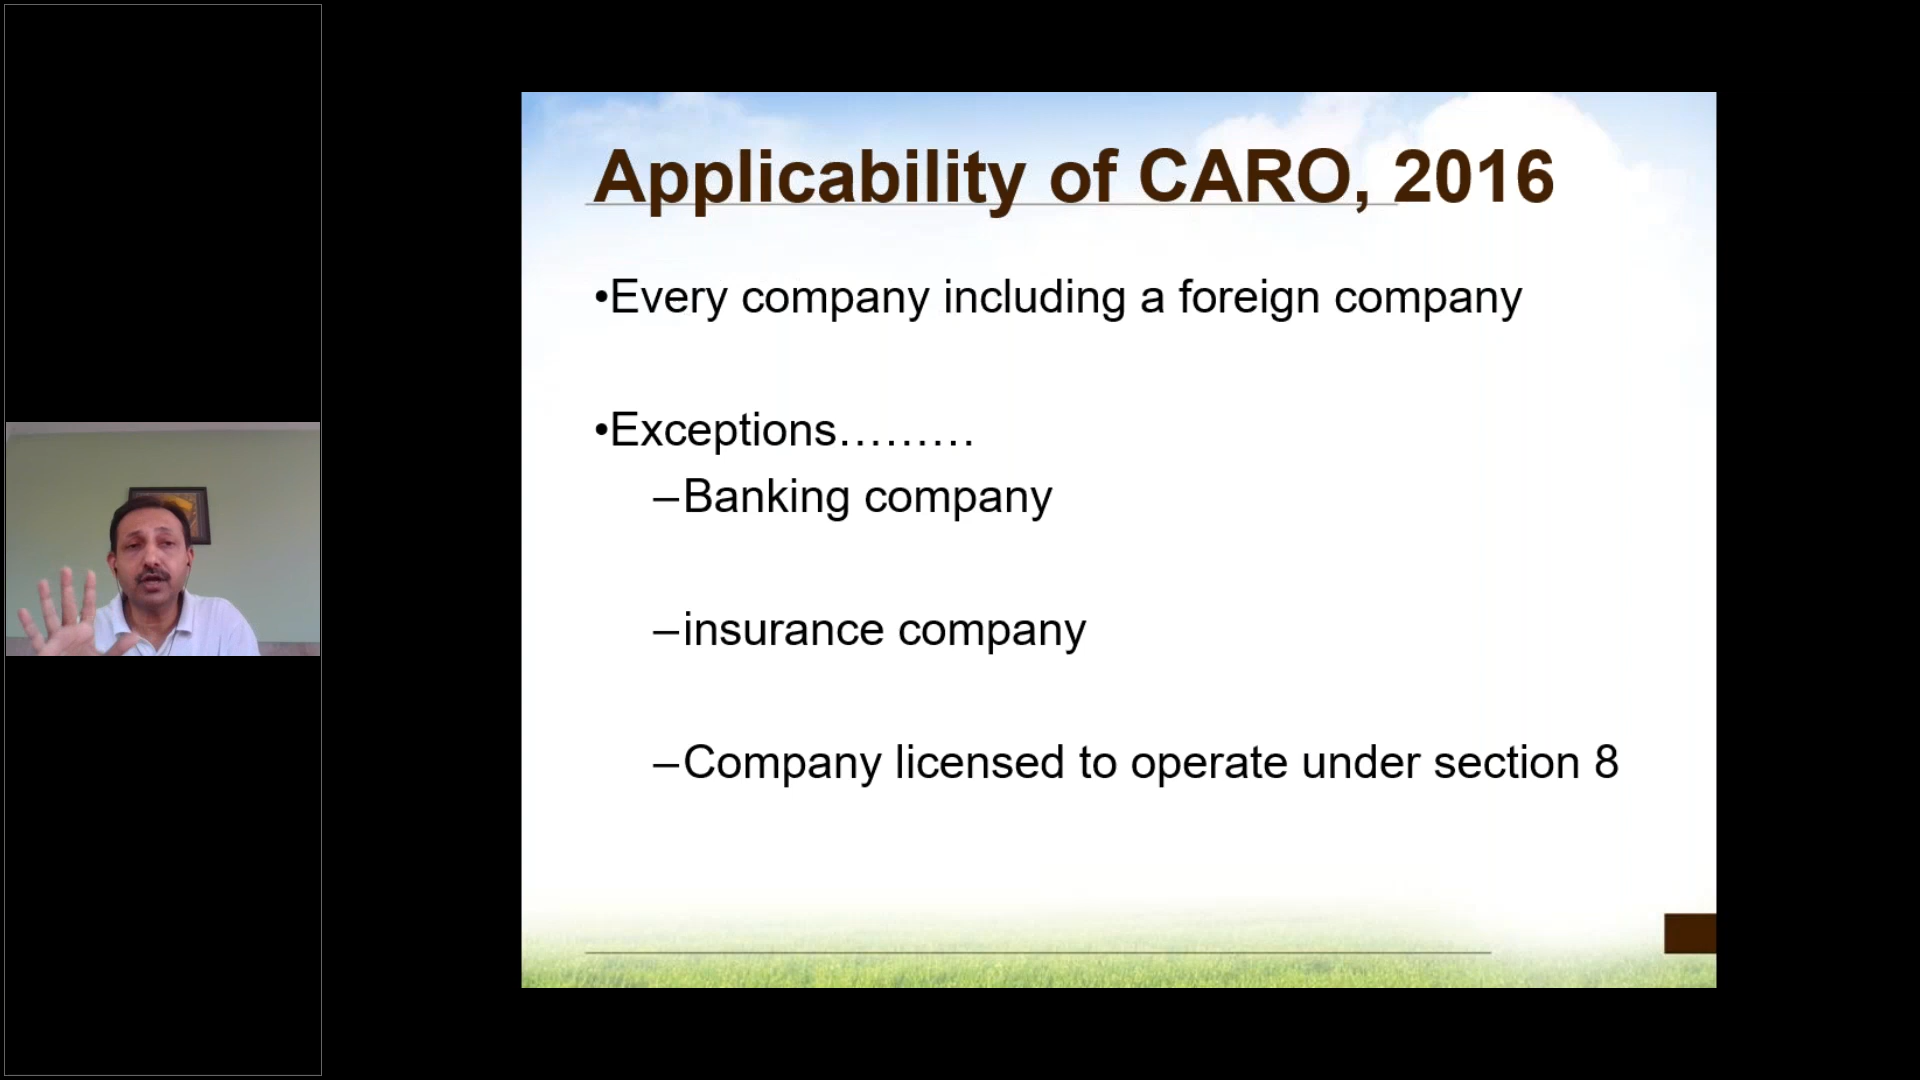 Applicability of CARO, 2016
•Every company including a foreign company
•Exceptions………
–Banking company
–insurance company
–Company licensed to operate under section 8